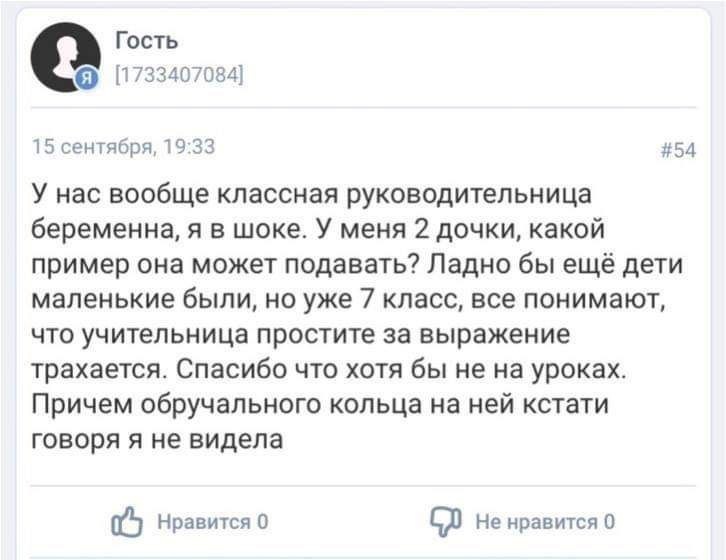 Гость
Я
[1733407084]
15 сентября, 19:33
#54
У нас вообще классная руководительница
беременна, я в шоке. У меня 2 дочки, какой
пример она может подавать? Ладно бы ещё дети
маленькие были, но уже 7 класс, все понимают,
что учительница простите за выражение
трахается. Спасибо что хотя бы не на уроках.
Причем обручального кольца на ней кстати
говоря я не видела
Нравится 0
Не нравится 0